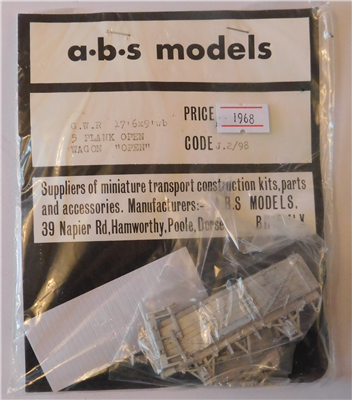 a·b·s models
G.W.R 17'6x9'wb
5 PLANK OPEN
WAGON "OPEN"
PRICE
1968
CODE J.2/98
Suppliers of miniature transport construction kits,parts
and accessories. Manufacturers:- B.S MODELS,
39 Napier Rd,Hamworthy,Poole,